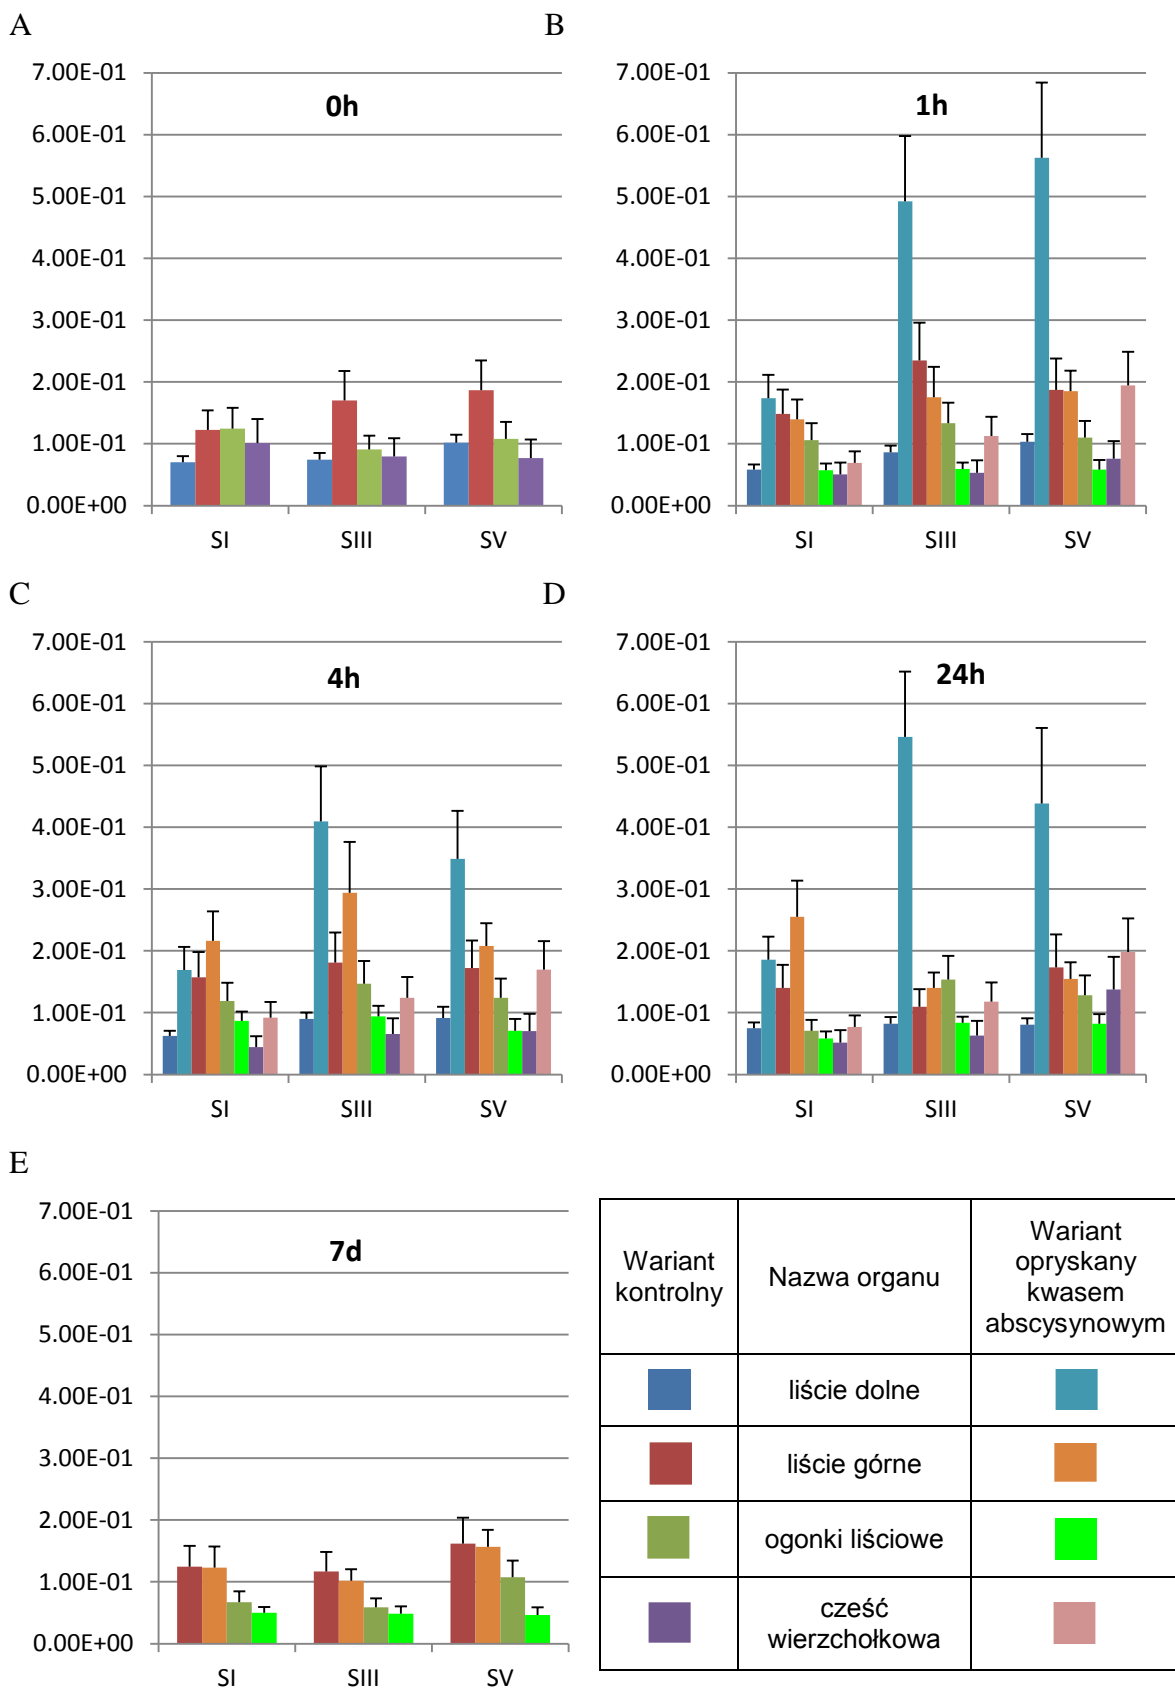 A
7.00E-01
6.00E-01
5.00E-01
4.00E-01
3.00E-01
2.00E-01
1.00E-01
0.00E+00
0h
SI SIII SV
B
7.00E-01
6.00E-01
5.00E-01
4.00E-01
3.00E-01
2.00E-01
1.00E-01
0.00E+00
1h
SI SIII SV
C
7.00E-01
6.00E-01
5.00E-01
4.00E-01
3.00E-01
2.00E-01
1.00E-01
0.00E+00
4h
SI SIII SV
D
7.00E-01
6.00E-01
5.00E-01
4.00E-01
3.00E-01
2.00E-01
1.00E-01
0.00E+00
24h
SI SIII SV
E
7.00E-01
6.00E-01
5.00E-01
4.00E-01
3.00E-01
2.00E-01
1.00E-01
0.00E+00
7d
SI SIII SV
Wariant
kontrolny
Nazwa organu
Wariant
opryskany
kwasem
abscysynowym
liście dolne
liście górne
ogonki liściowe
cześć
wierzchołkowa